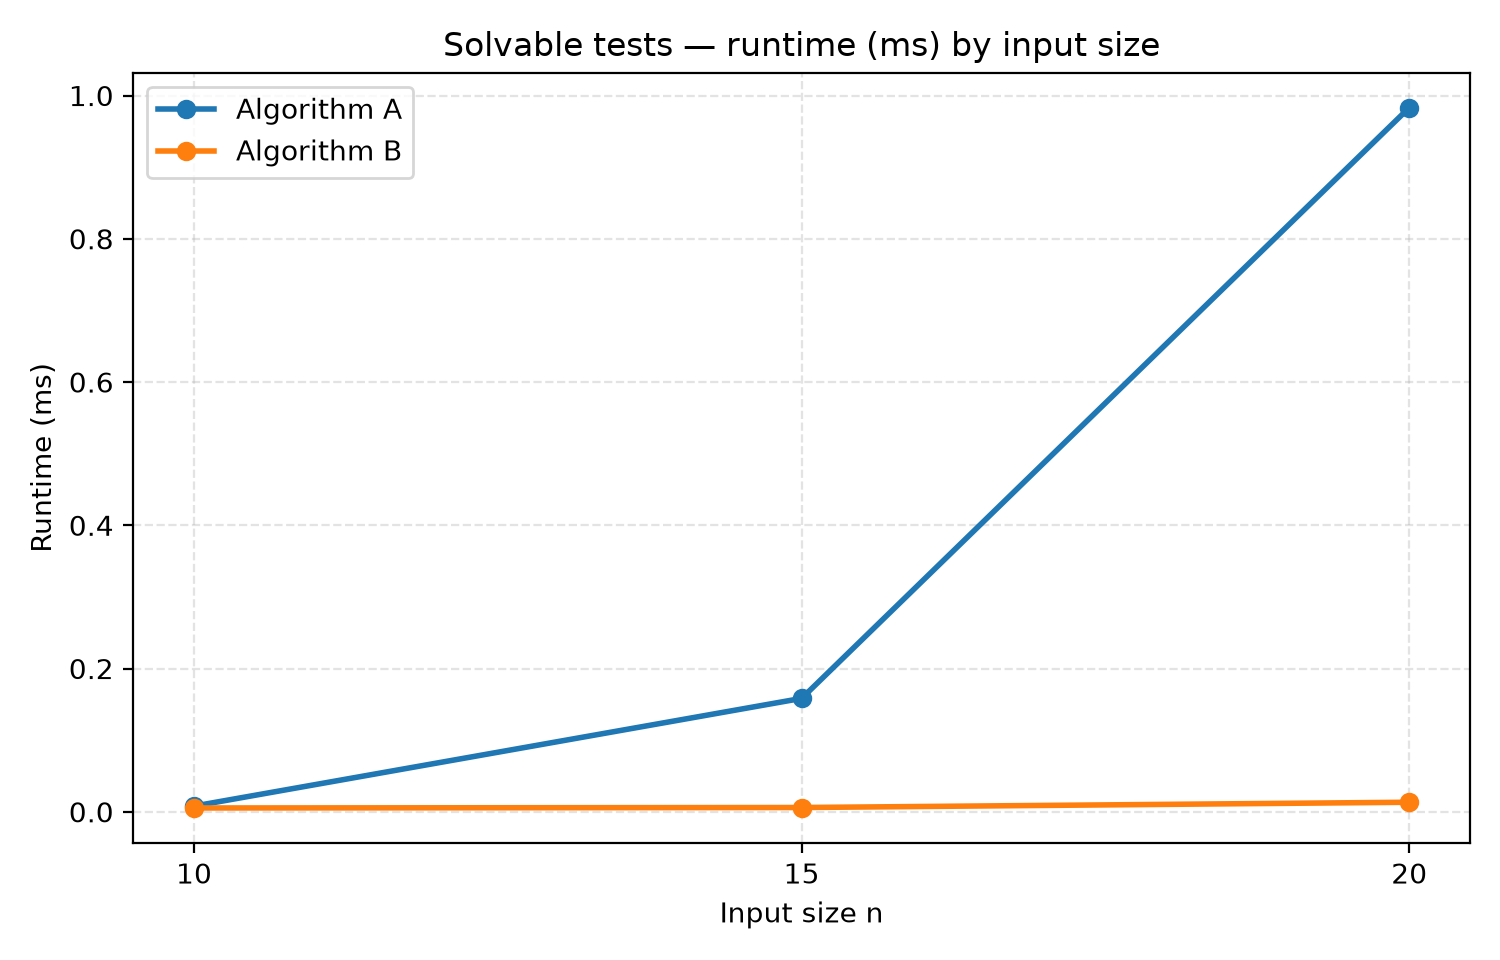 Solvable tests — runtime (ms) by input size
Algorithm A
Algorithm B
Runtime (ms)
1.0
0.8
0.6
0.4
0.2
0.0
10 15 20
Input size n